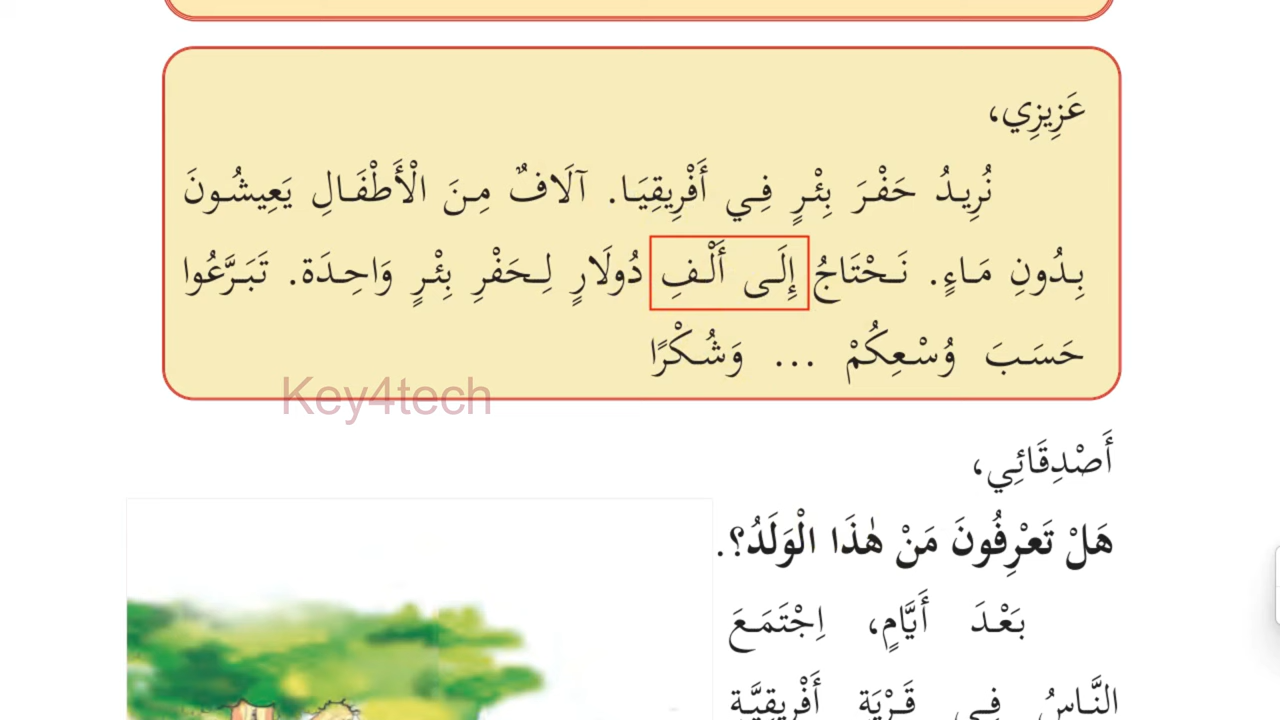 عَزِيزِي،
نُرِيدُ حَفْرَ بِئْرٍ فِي أَفْرِيقِيَا. آلَافٌ مِنَ الْأَطْفَالِ يَعِيشُونَ
بِدُونِ مَاءٍ. نَحْتَاجُ إِلَى أَلْفِ دُولَارٍ لِحَفْرِ بِئْرٍ وَاحِدَة. تَبَرَّعُوا
حَسَبَ وُسْعِكُمْ ... وَشُكْرًا
Key4tech
أَصْدِقَائِي،
هَلْ تَعْرِفُونَ مَنْ هٰذَا الْوَلَدُ؟.
بَعْدَ أَيَّامٍ، اِجْتَمَعَ
النَّاسُ فِي قَرْيَةٍ أَفْرِيقِيَّةٍ